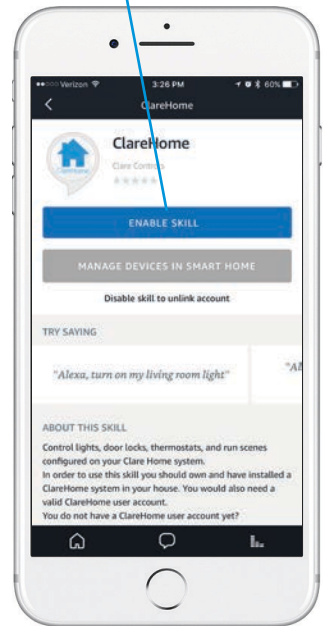 Verizon 3:26 PM 60%
ClareHome
ClareHome
ClareHome
Clare Controls
ENABLE SKILL
MANAGE DEVICES IN SMART HOME
Disable skill to unlink account
TRY SAYING
"Alexa, turn on my living room light"
"Al
ABOUT THIS SKILL
Control lights, door locks, thermostats, and run scenes
configured on your Clare Home system.
In order to use this skill you should own and have installed a
ClareHome system in your house. You would also need a
valid ClareHome user account.
You do not have a ClareHome user account yet?